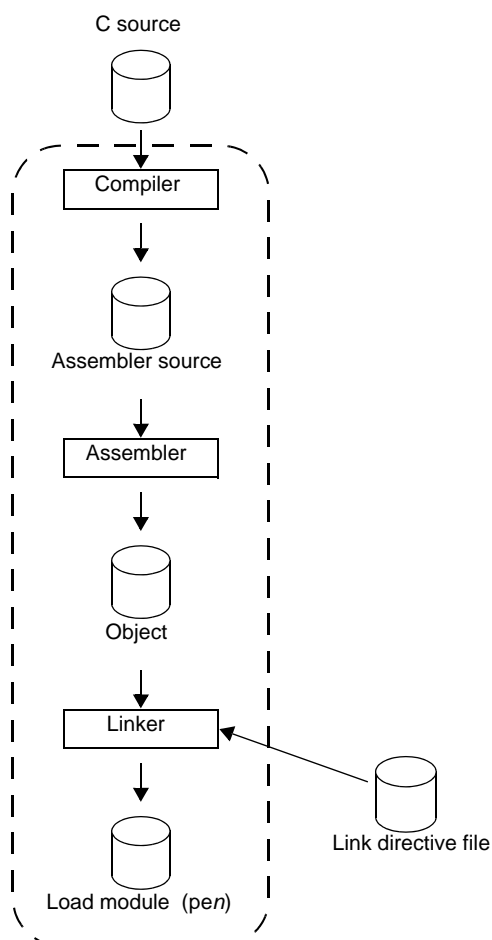 C source
Compiler
Assembler source
Assembler
Object
Linker
Link directive file
Load module (pen)